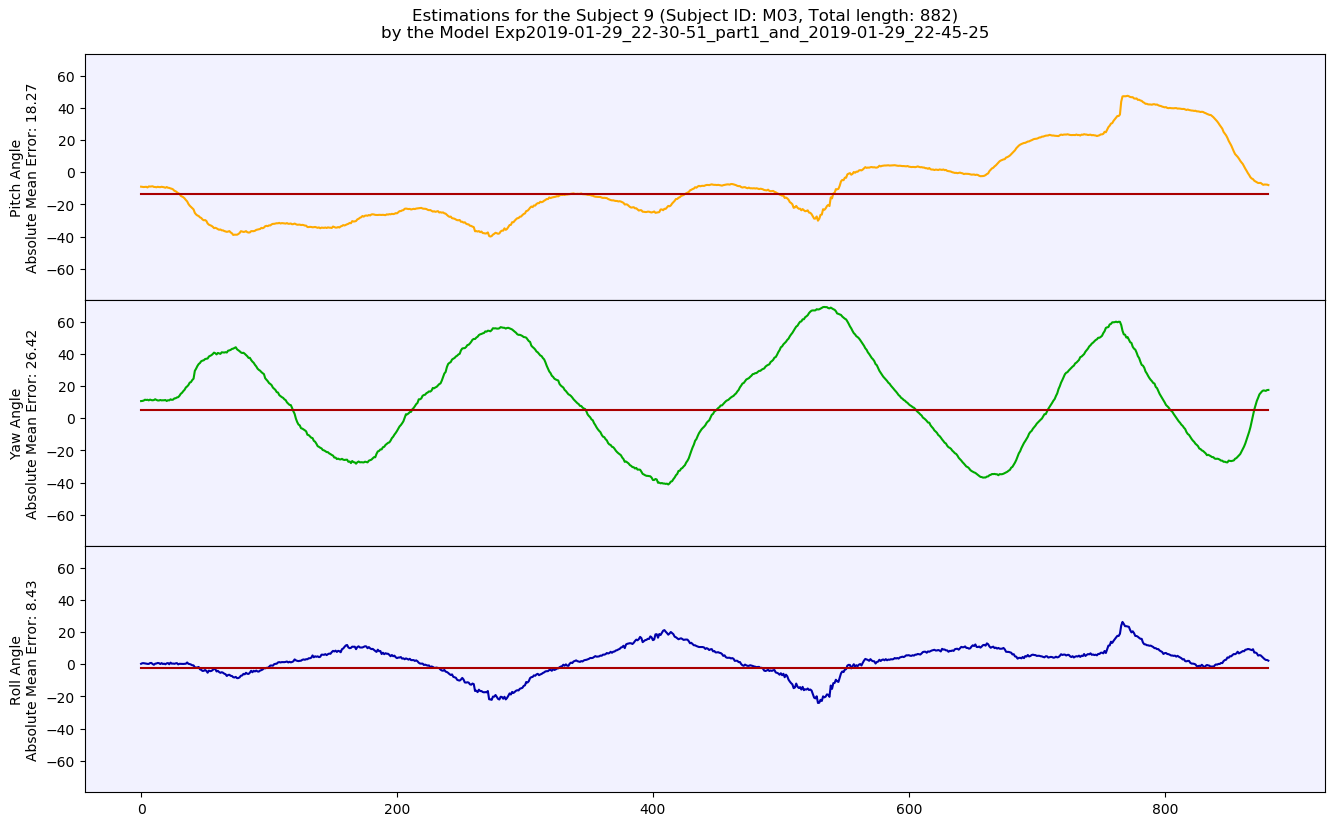 Estimations for the Subject 9 (Subject ID: M03, Total length: 882)
by the Model Exp2019-01-29_22-30-51_part1_and_2019-01-29_22-45-25
Pitch Angle
Absolute Mean Error: 18.27
60
40
20
0
−20
−40
−60
Yaw Angle
Absolute Mean Error: 26.42
60
40
20
0
−20
−40
−60
Roll Angle
Absolute Mean Error: 8.43
60
40
20
0
−20
−40
−60
0 200 400 600 800